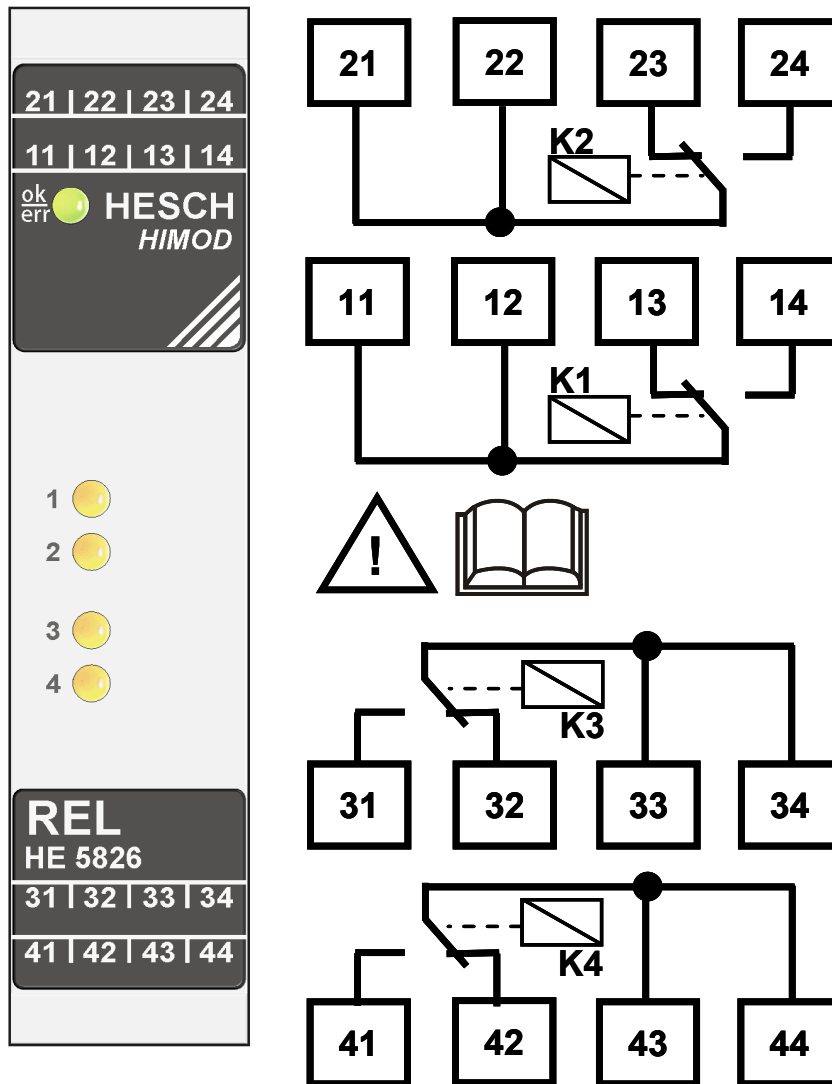 21 | 22 | 23 | 24
11 | 12 | 13 | 14
ok
err
HESCH
HIMOD
1
2
3
4
REL
HE 5826
31 | 32 | 33 | 34
41 | 42 | 43 | 44
21 22 23 24
K2
11 12 13 14
K1
!
K3
31 32 33 34
K4
41 42 43 44